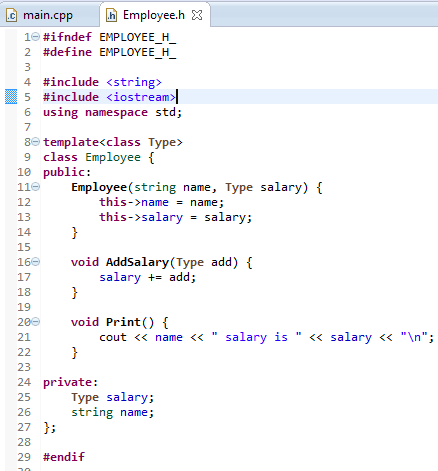 main.cpp Employee.h
1 #ifndef EMPLOYEE_H_
2 #define EMPLOYEE_H_
3
4 #include <string>
5 #include <iostream>
6 using namespace std;
7
8 template<class Type>
9 class Employee {
10 public:
11     Employee(string name, Type salary) {
12         this->name = name;
13         this->salary = salary;
14     }
15
16     void AddSalary(Type add) {
17         salary += add;
18     }
19
20     void Print() {
21         cout << name << " salary is " << salary << "\n";
22     }
23
24 private:
25     Type salary;
26     string name;
27 };
28
29 #endif